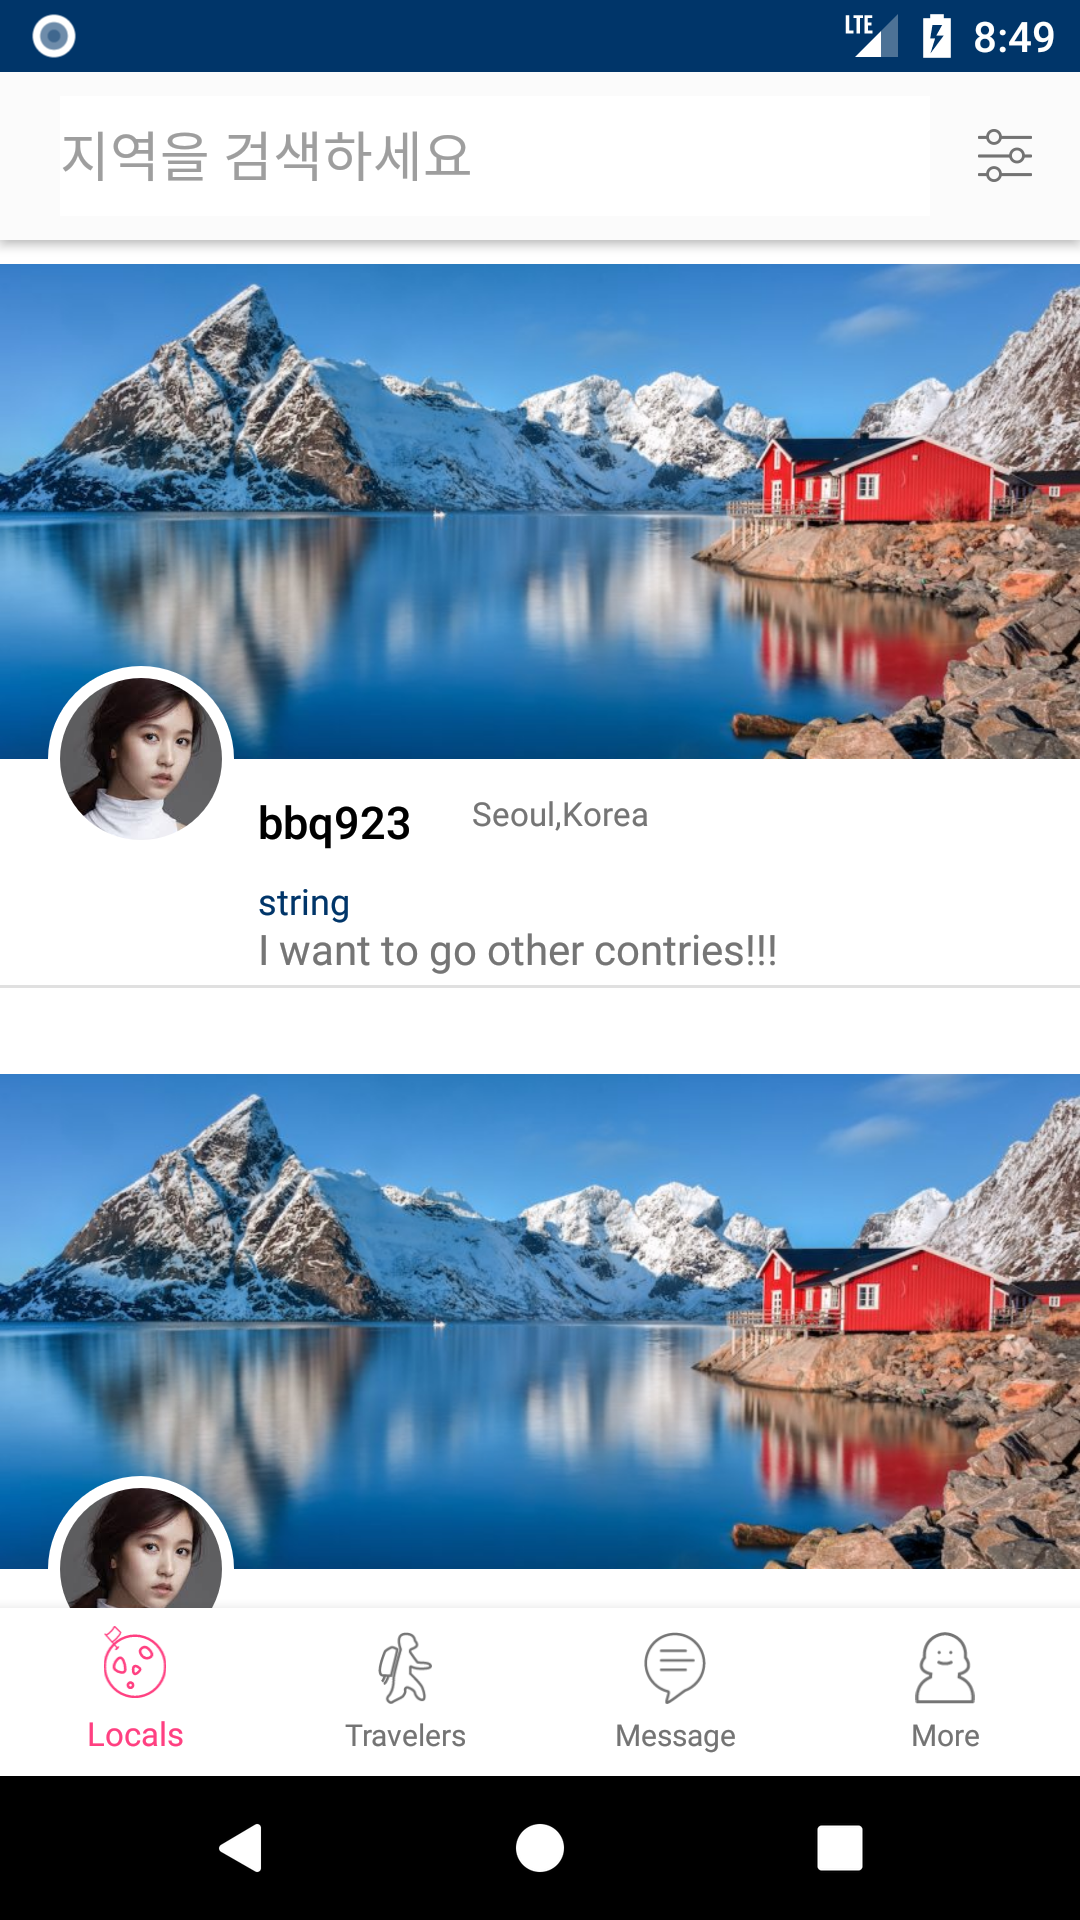 LTE 8:49
지역을 검색하세요
bbq923 Seoul,Korea
string
I want to go other contries!!!
Locals Travelers Message More